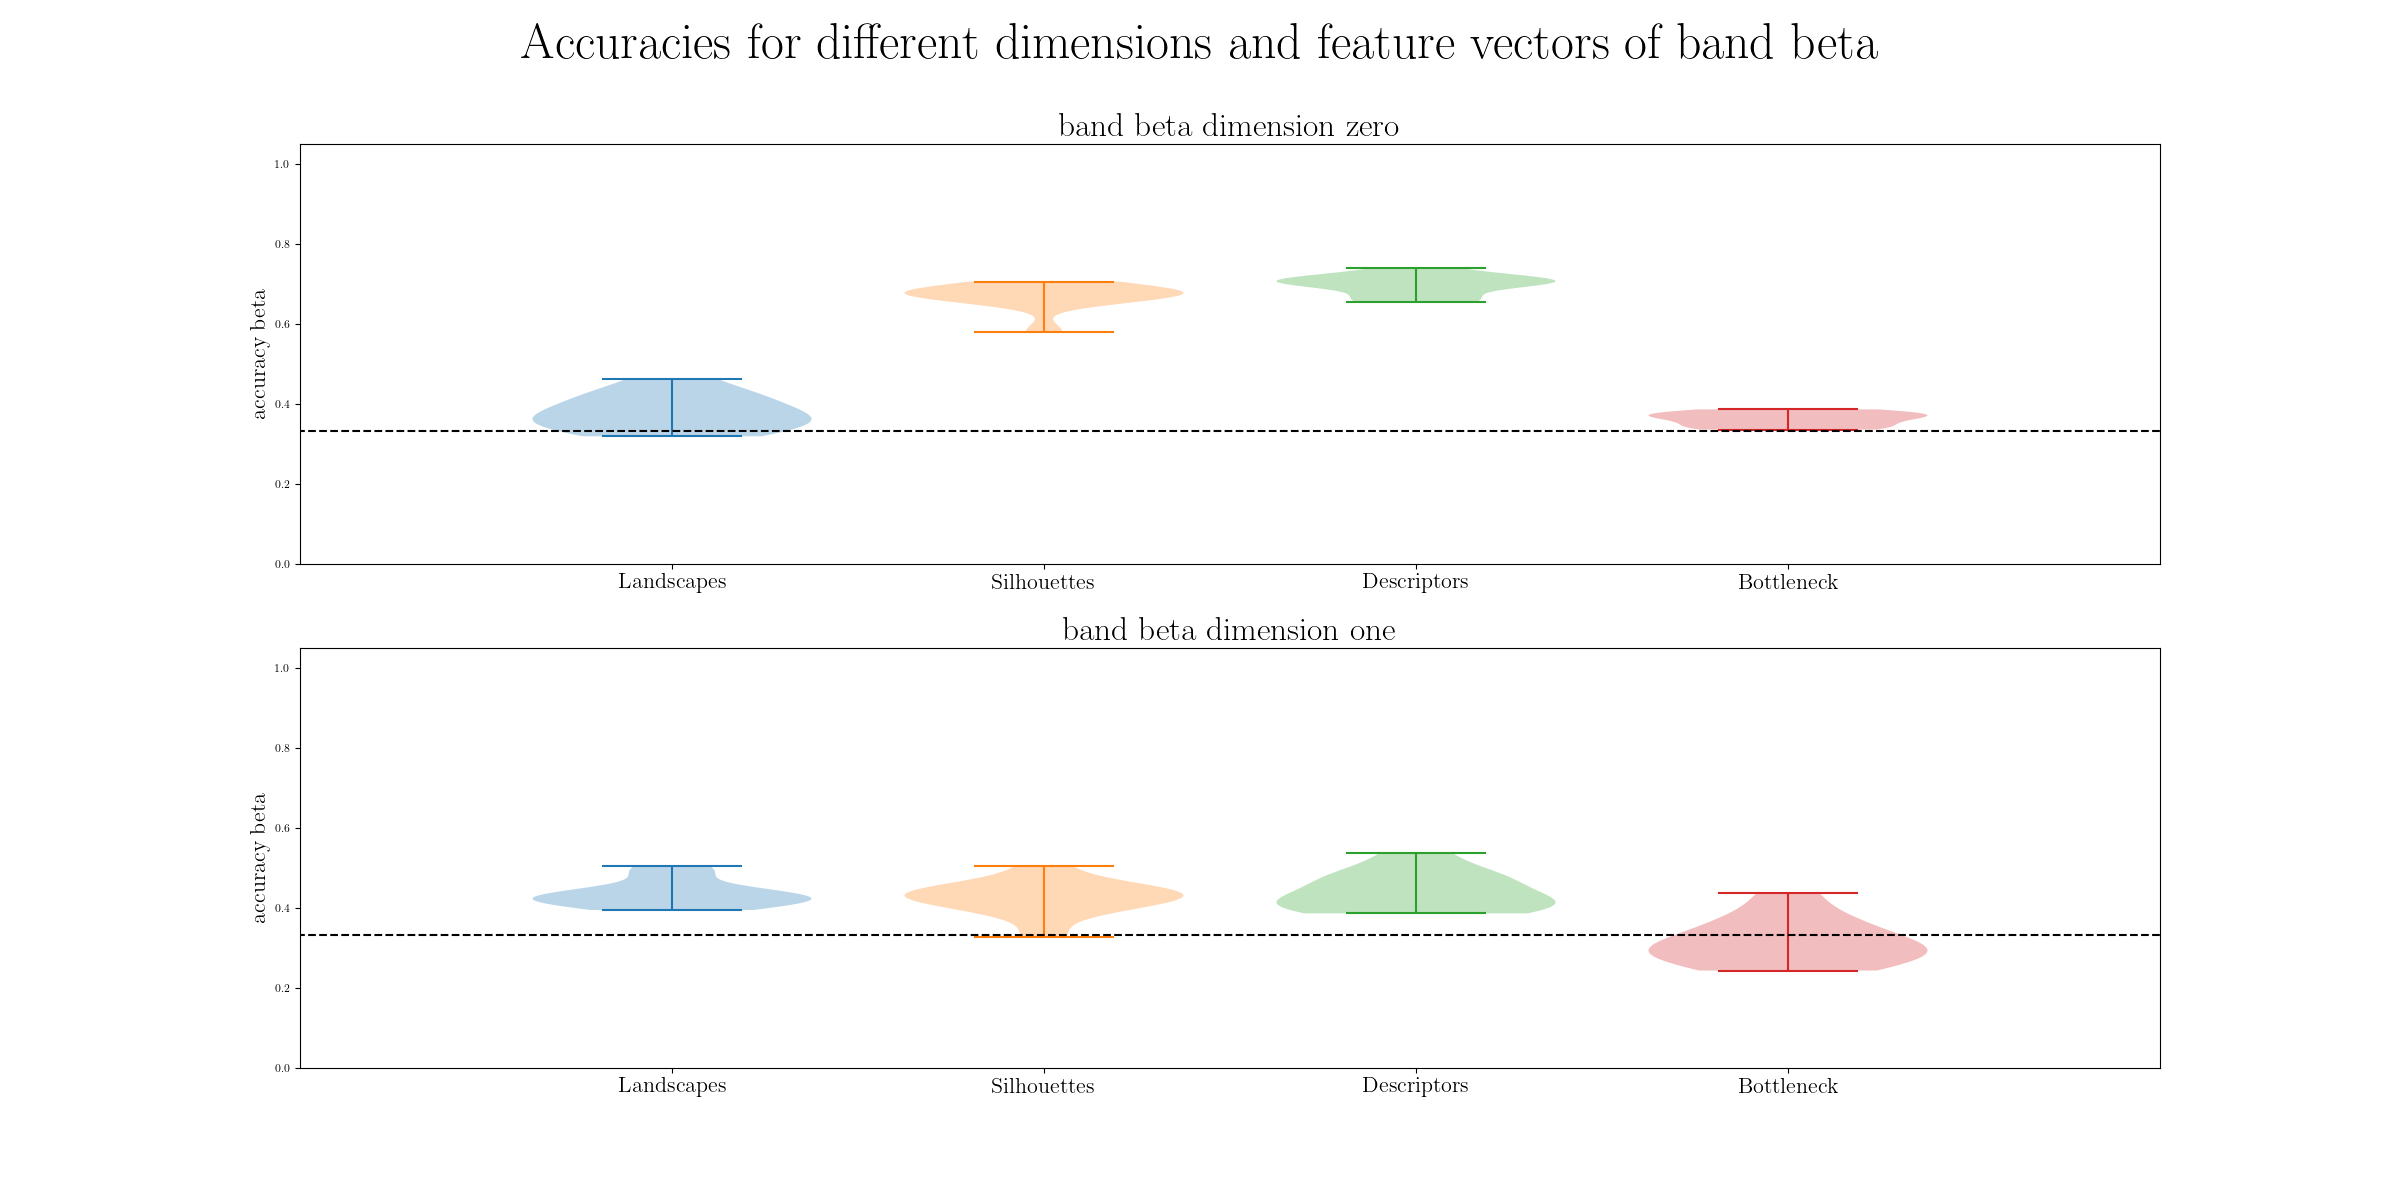 Accuracies for different dimensions and feature vectors of band beta
band beta dimension zero
1.0
0.8
0.6
0.4
0.2
0.0
accuracy beta
Landscapes Silhouettes Descriptors Bottleneck
band beta dimension one
1.0
0.8
0.6
0.4
0.2
0.0
accuracy beta
Landscapes Silhouettes Descriptors Bottleneck